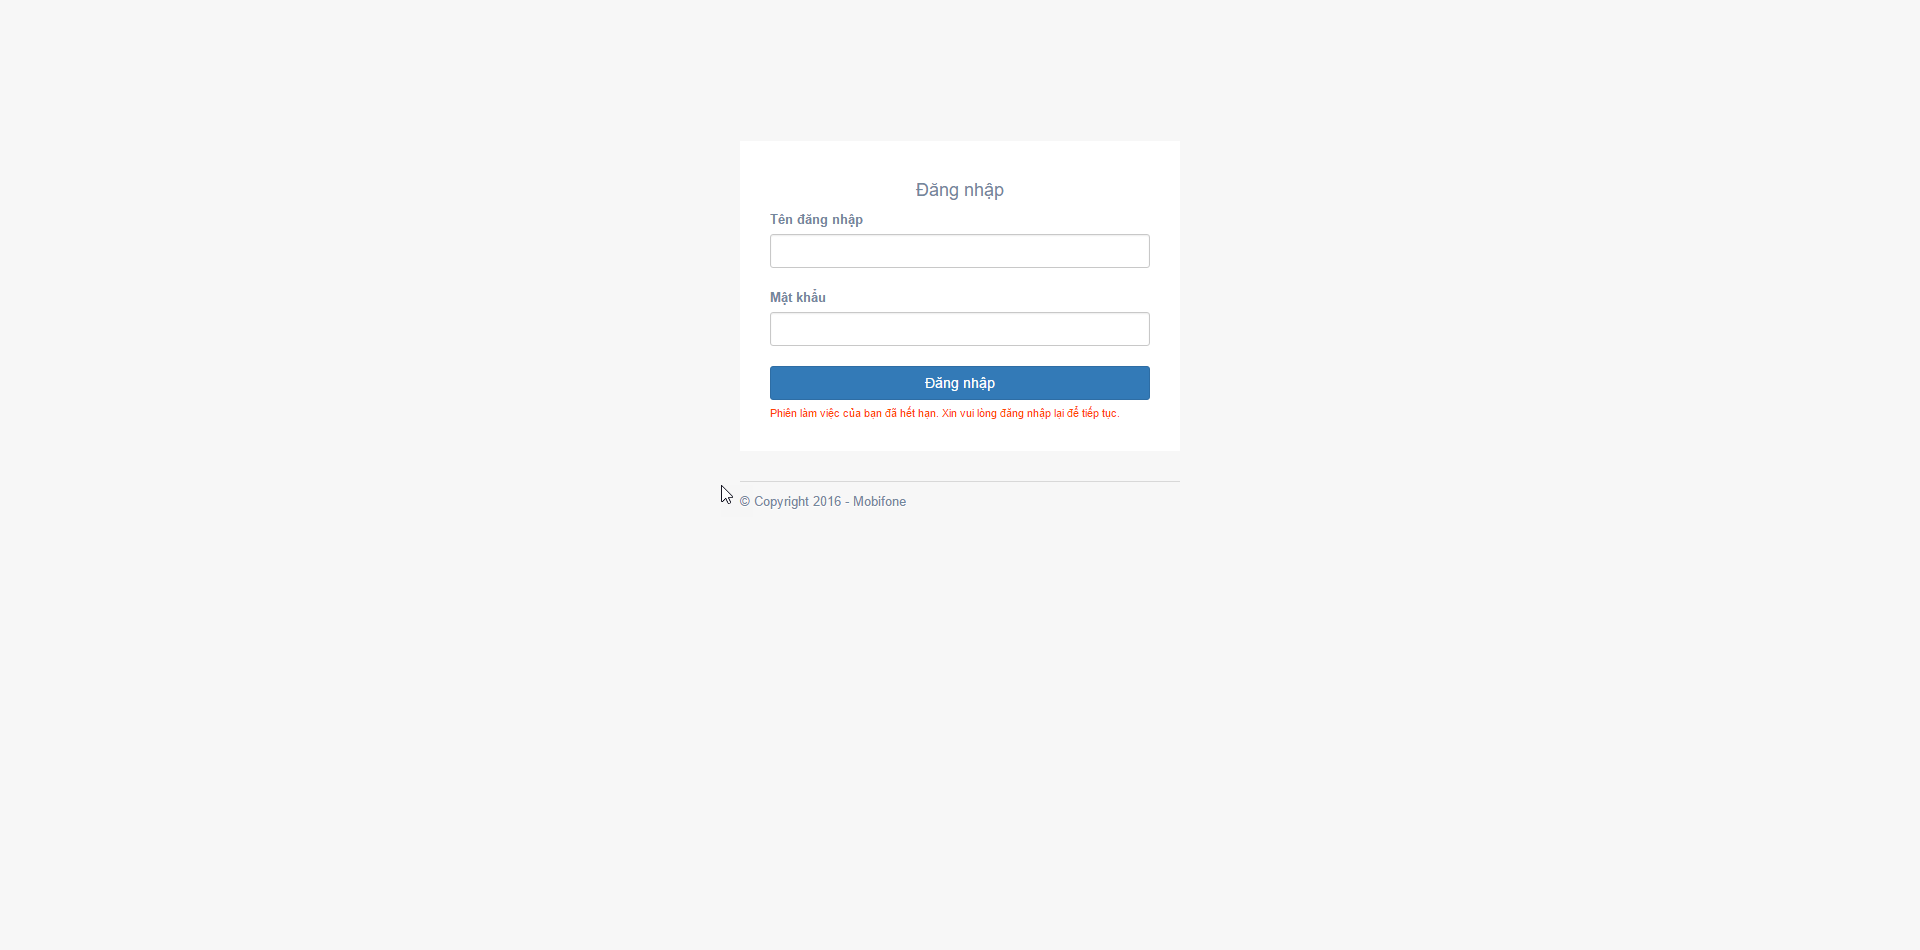 Đăng nhập
Tên đăng nhập
Mật khẩu
Đăng nhập
Phiên làm việc của bạn đã hết hạn. Xin vui lòng đăng nhập lại để tiếp tục.
© Copyright 2016 - Mobifone